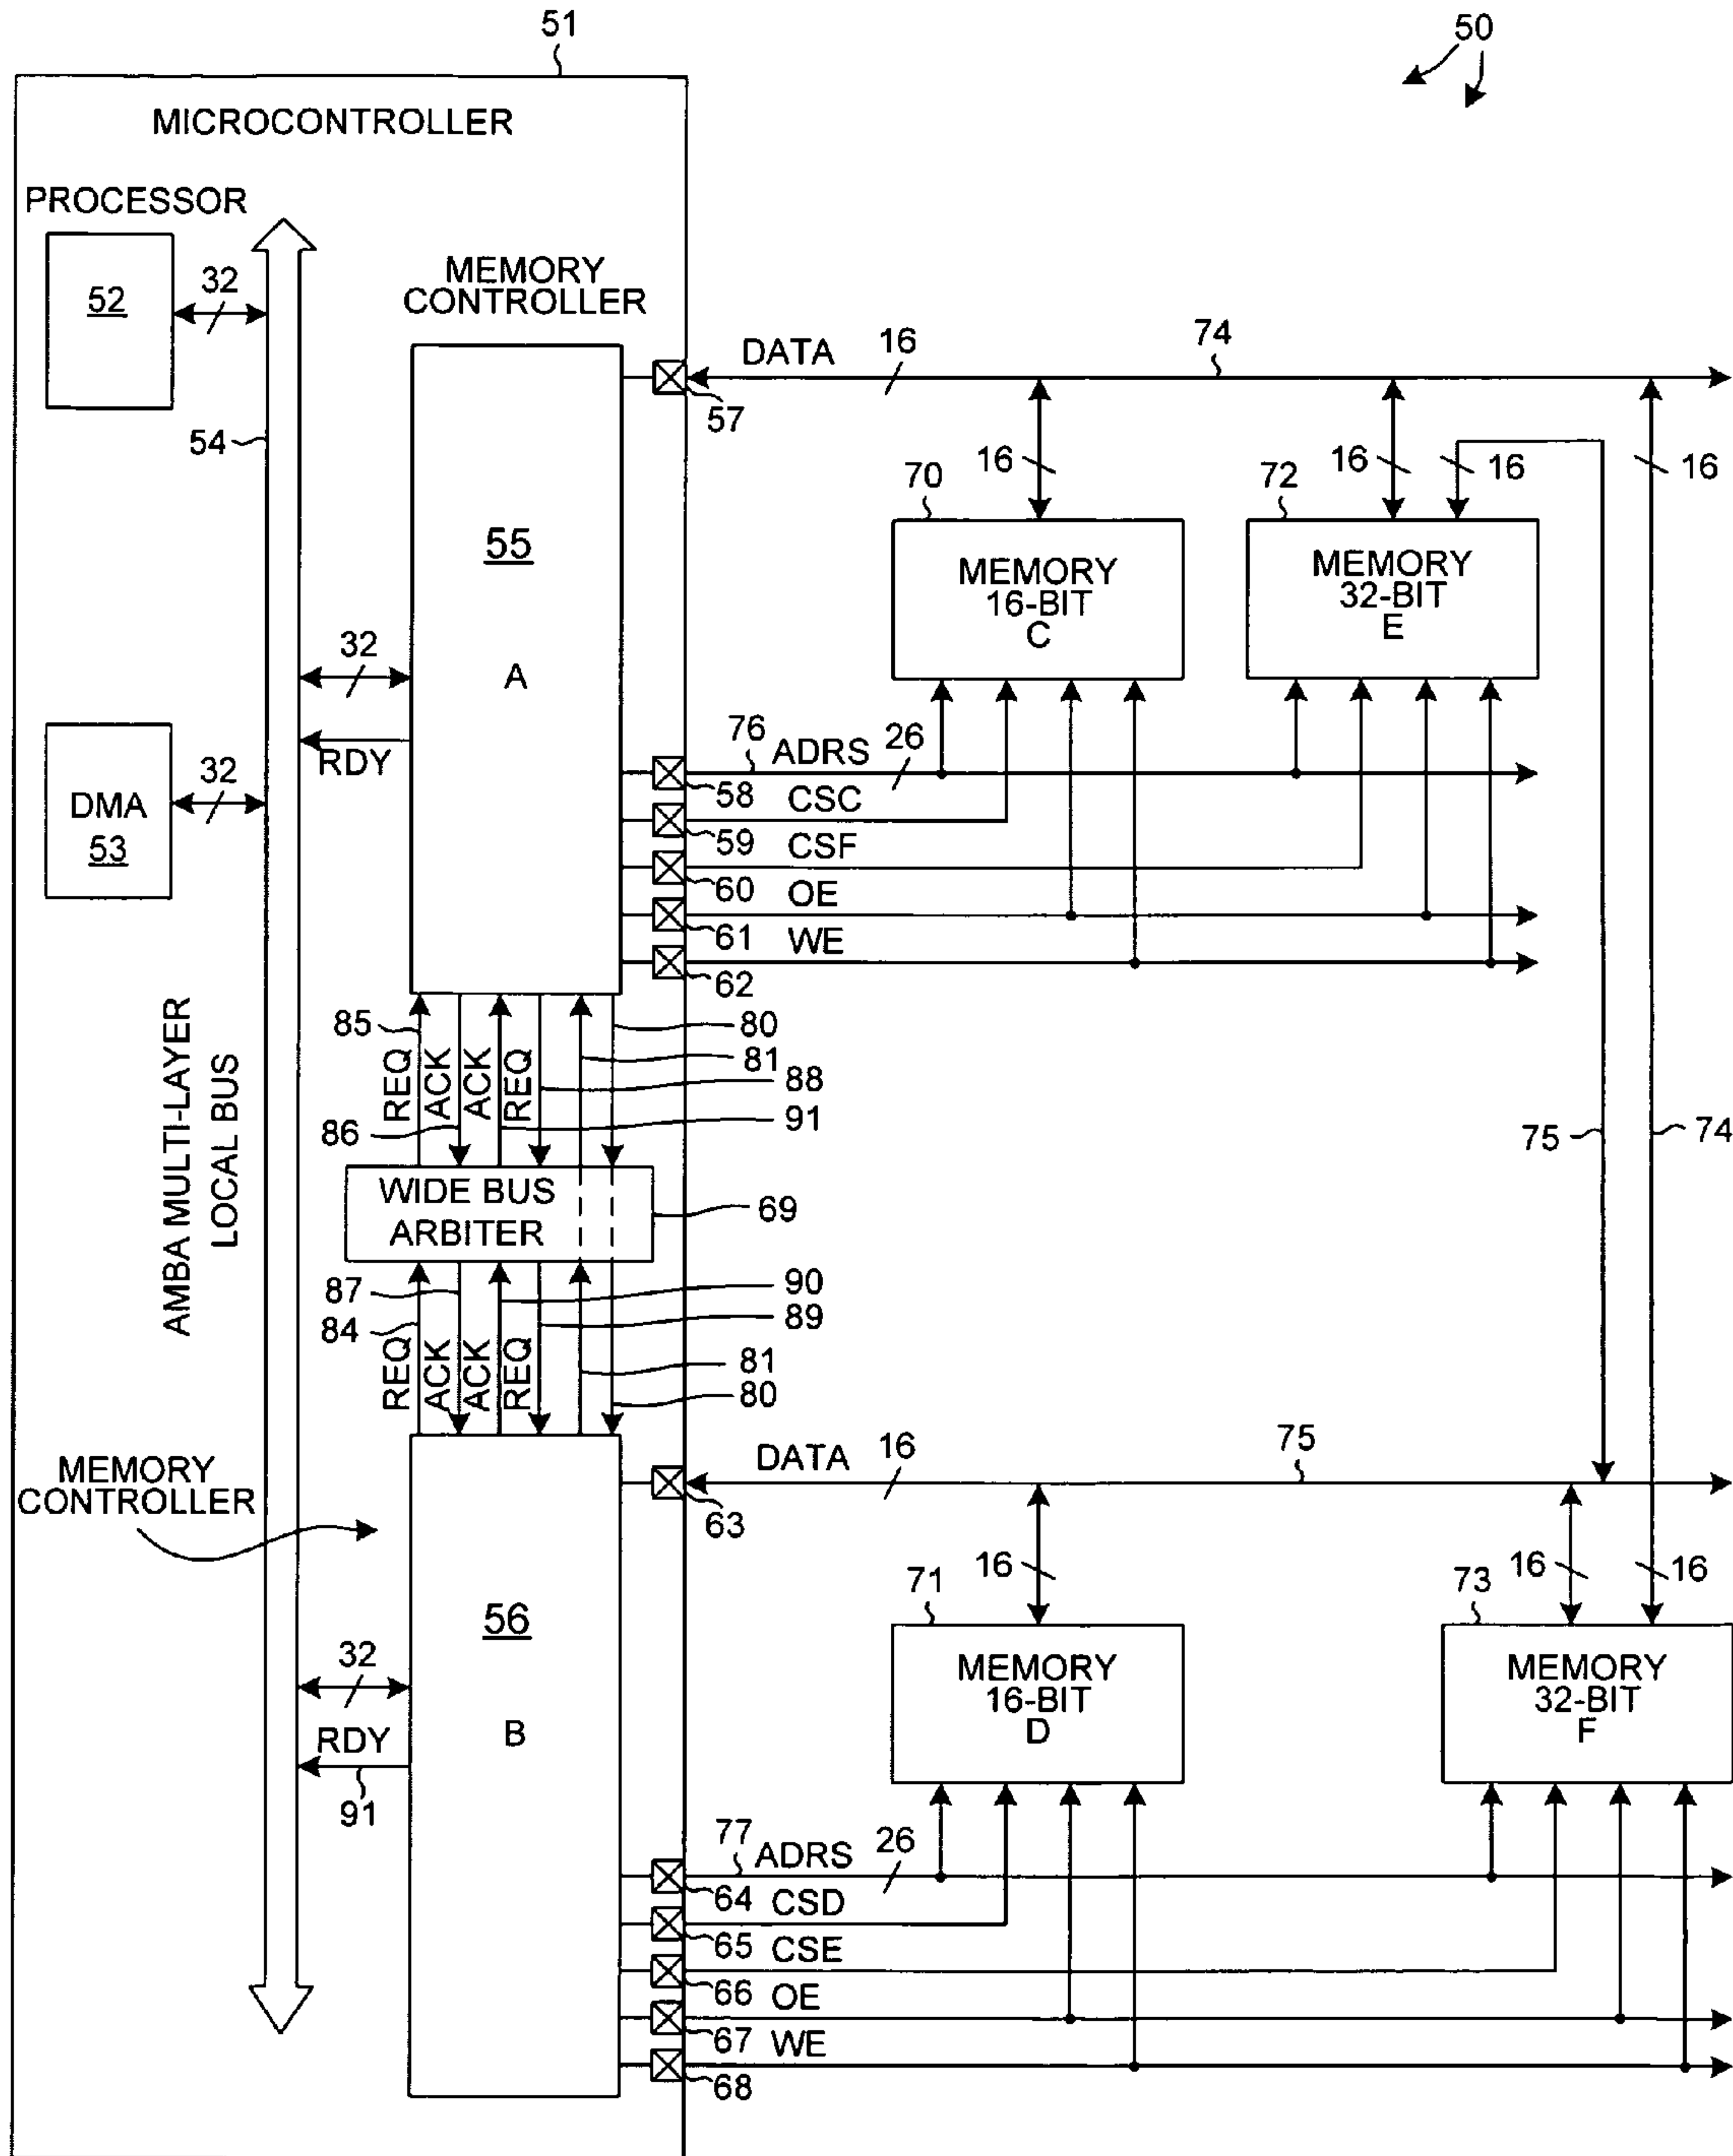 51
50
MICROCONTROLLER
PROCESSOR
52
32
54
MEMORY
CONTROLLER
55
A
32
RDY
DMA
53
32
DATA
16
74
57
16
16
16
16
70
72
MEMORY
16-BIT
C
MEMORY
32-BIT
E
76
ADRS
26
58
CSC
59
CSF
60
OE
61
WE
62
85
REQ
ACK
ACK
REQ
80
81
88
86
91
75
74
AMBA MULTI-LAYER
LOCAL BUS
WIDE BUS
ARBITER
69
87
84
REQ
ACK
ACK
REQ
90
89
81
80
MEMORY
CONTROLLER
DATA
16
75
63
16
16
16
71
73
56
B
32
RDY
91
MEMORY
16-BIT
D
MEMORY
32-BIT
F
77
ADRS
26
64
CSD
65
CSE
66
OE
67
WE
68